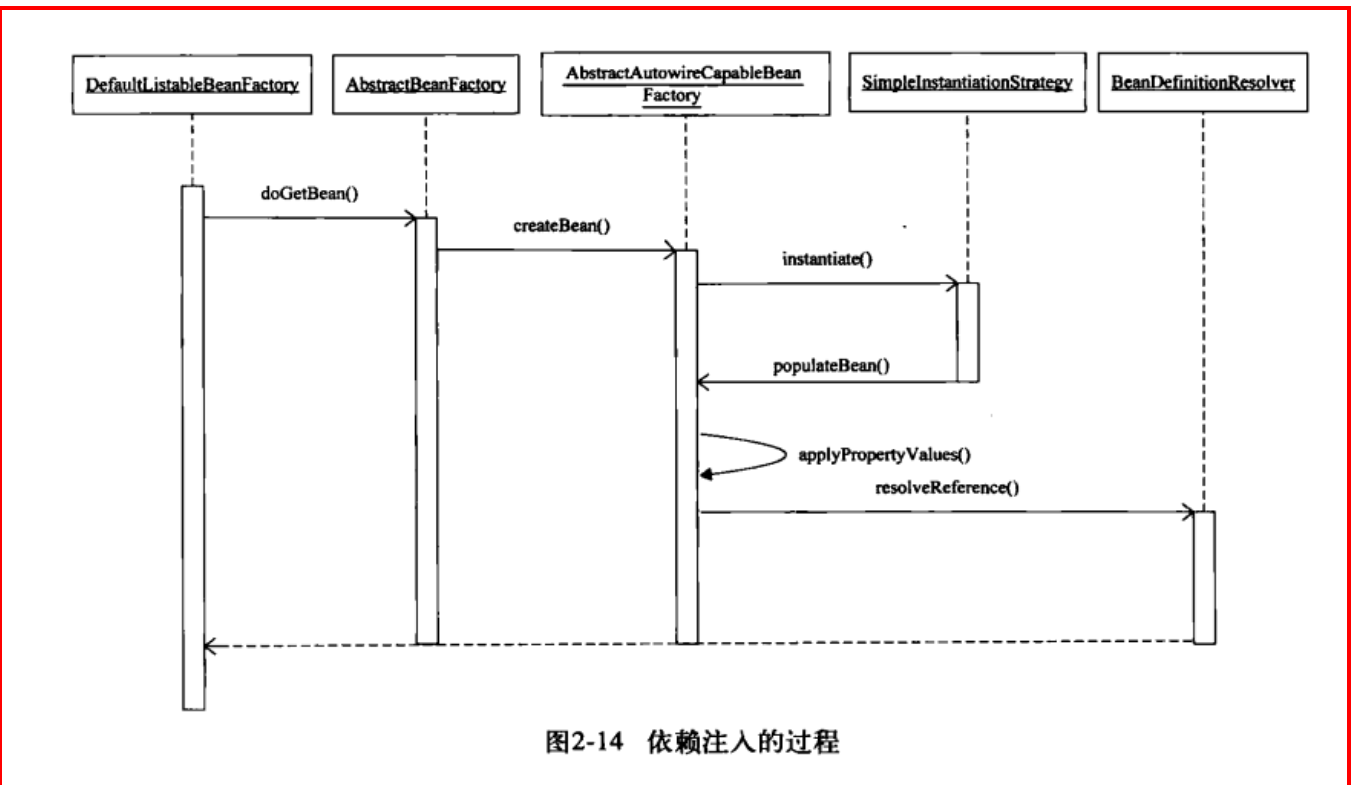 DefaultListableBeanFactory
AbstractBeanFactory
AbstractAutowireCapableBean
Factory
SimpleInstantiationStrategy
BeanDefinitionResolver
doGetBean()
createBean()
instantiate()
populateBean()
applyPropertyValues()
resolveReference()
图2-14 依赖注入的过程